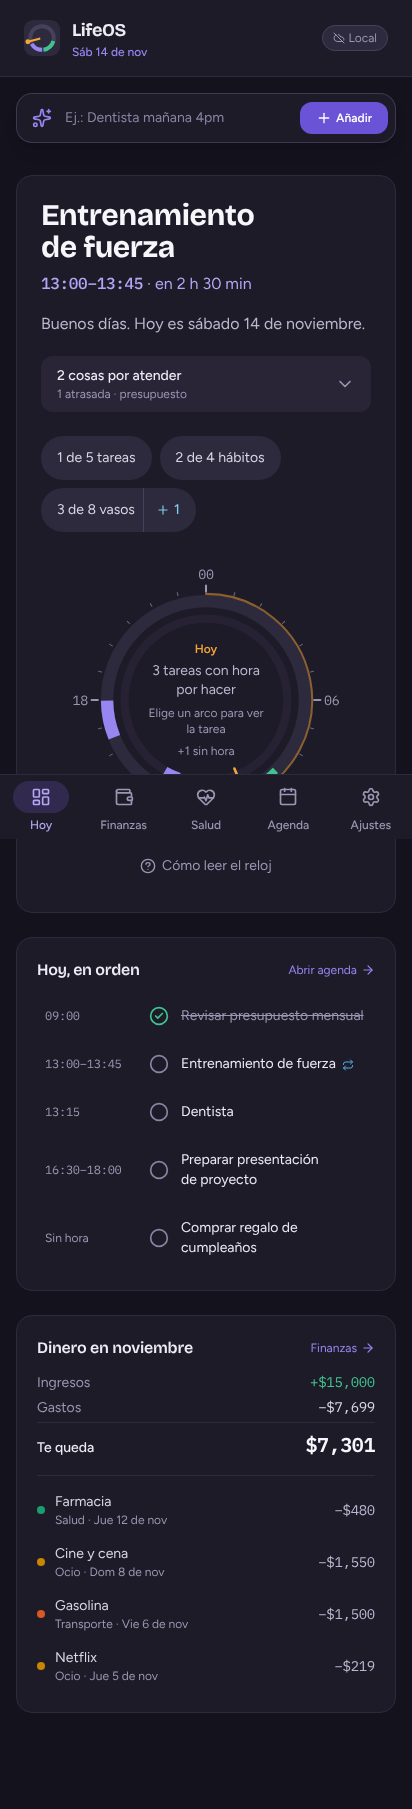 LifeOS
Sáb 14 de nov
Local
Ej.: Dentista mañana 4pm
Añadir
Entrenamiento
de fuerza
13:00–13:45 · en 2 h 30 min
Buenos días. Hoy es sábado 14 de noviembre.
2 cosas por atender
1 atrasada · presupuesto
1 de 5 tareas
2 de 4 hábitos
3 de 8 vasos
+ 1
00
18
06
Hoy
3 tareas con hora
por hacer
Elige un arco para ver
la tarea
+1 sin hora
Hoy
Finanzas
Salud
Agenda
Ajustes
Cómo leer el reloj
Hoy, en orden
Abrir agenda →
09:00
Revisar presupuesto mensual
13:00–13:45
Entrenamiento de fuerza
13:15
Dentista
16:30–18:00
Preparar presentación
de proyecto
Sin hora
Comprar regalo de
cumpleaños
Dinero en noviembre
Finanzas →
Ingresos
+$15,000
Gastos
−$7,699
Te queda
$7,301
Farmacia
Salud · Jue 12 de nov
−$480
Cine y cena
Ocio · Dom 8 de nov
−$1,550
Gasolina
Transporte · Vie 6 de nov
−$1,500
Netflix
Ocio · Jue 5 de nov
−$219